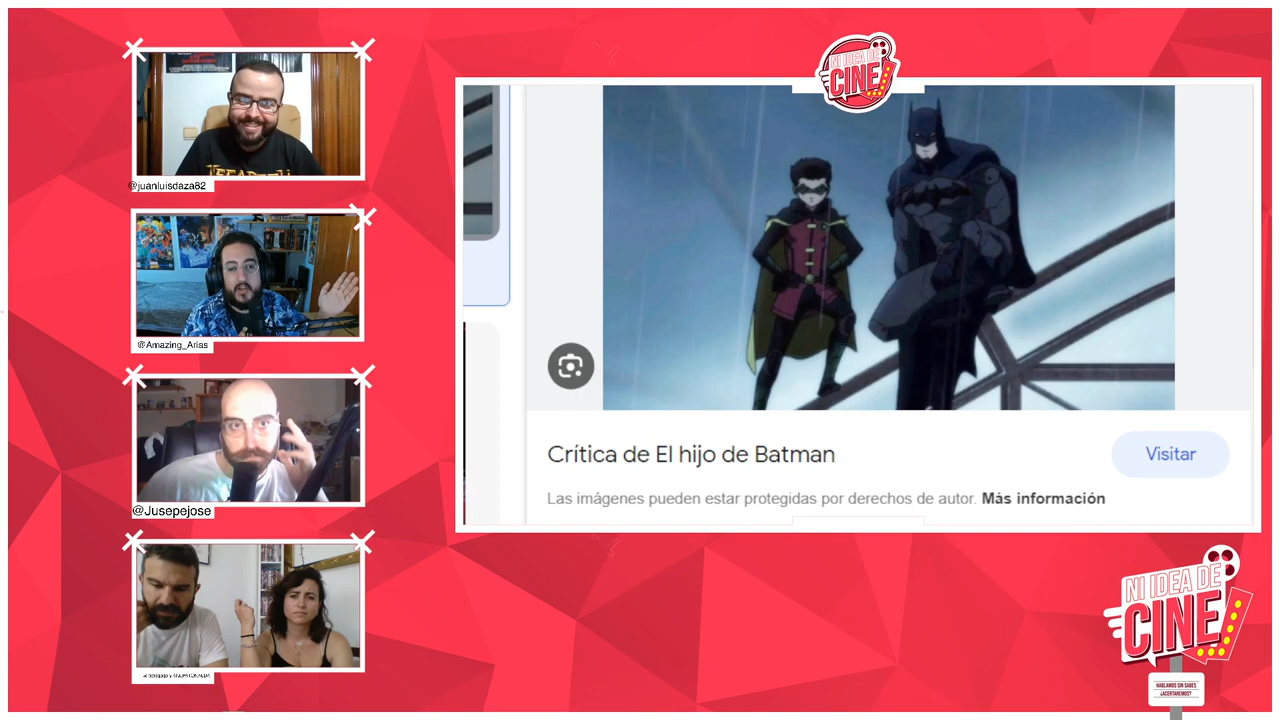 NI IDEA DE
CINE
@juanluisdaza82
@Amazing_Arias
@Jusepejose
Crítica de El hijo de Batman
Visitar
Las imágenes pueden estar protegidas por derechos de autor. Más información
NI IDEA DE
CINE
HABLAMOS SIN SABER
¿ACERTAREMOS?